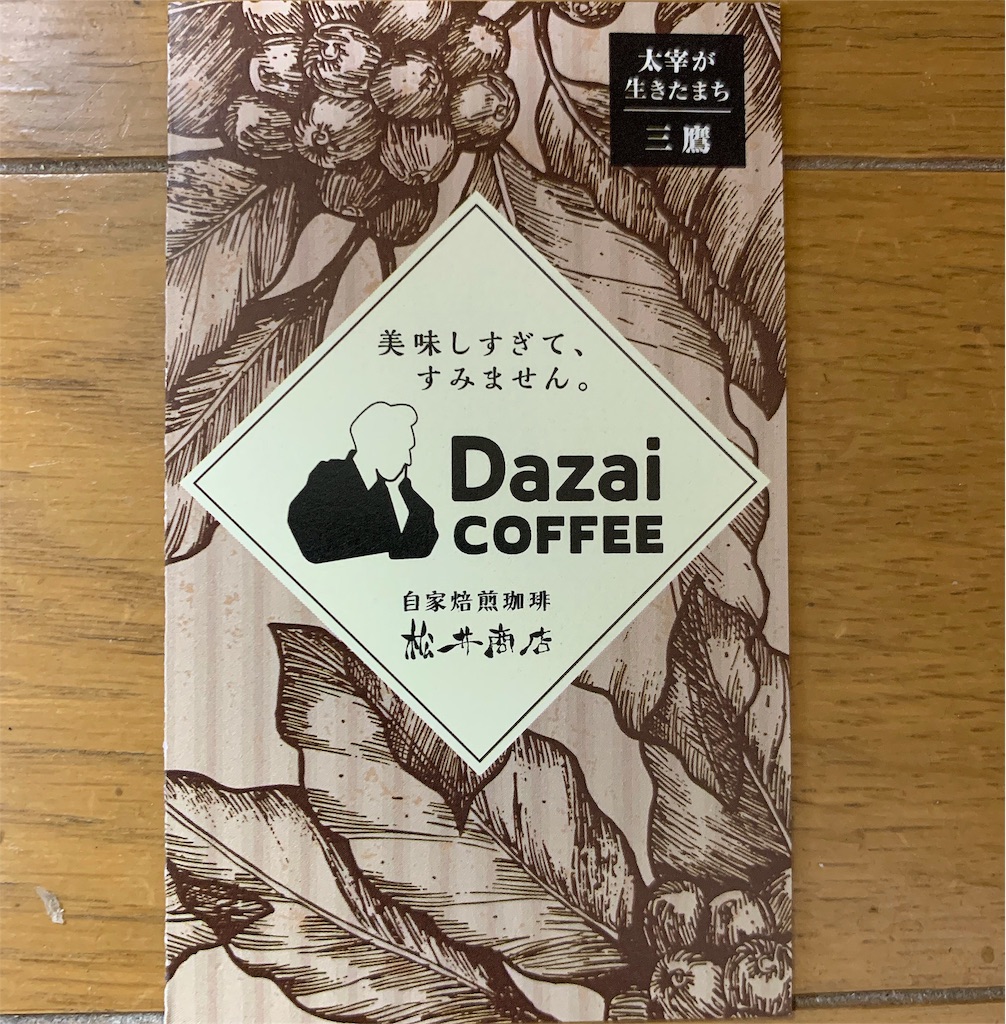 太宰が
生きたまち
三鷹
美味しすぎて、
すみません。
Dazai
COFFEE
自家焙煎珈琲
松井商店